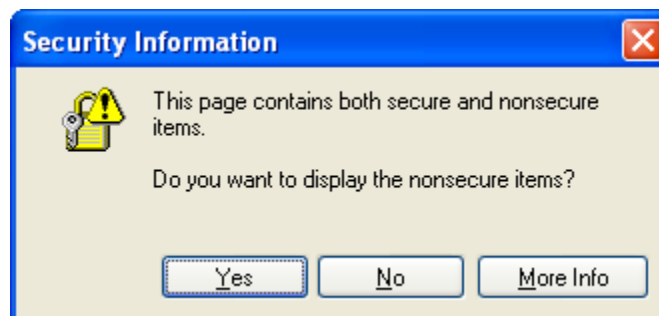 Security Information
This page contains both secure and nonsecure
items.
Do you want to display the nonsecure items?
Yes No More Info